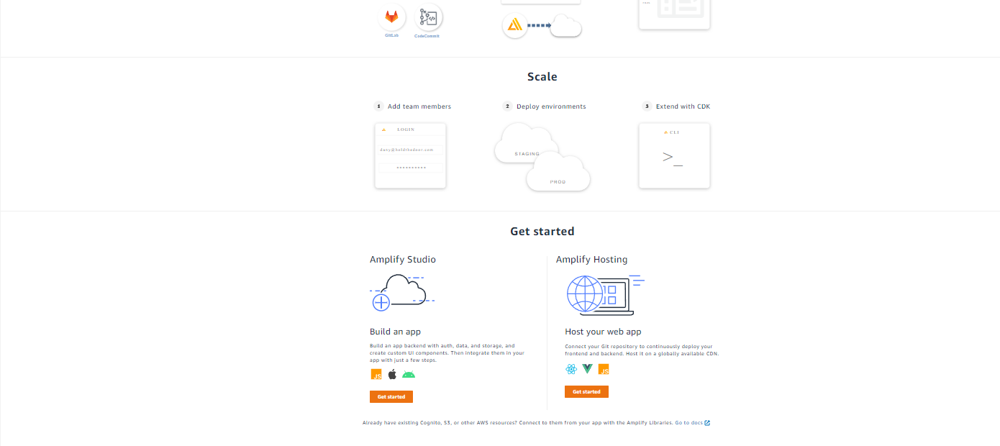 GitLab
CodeCommit
Scale
1 Add team members
2 Deploy environments
3 Extend with CDK
LOGIN
dany@holdthedoor.com
**********
STAGING
PROD
CLI
>_
Get started
Amplify Studio
Build an app
Build an app backend with auth, data, and storage, and
create custom UI components. Then integrate them in your
app with just a few steps.
JS
Get started
Amplify Hosting
Host your web app
Connect your Git repository to continuously deploy your
frontend and backend. Host it on a globally available CDN.
JS
Get started
Already have existing Cognito, S3, or other AWS resources? Connect to them from your app with the Amplify Libraries. Go to docs